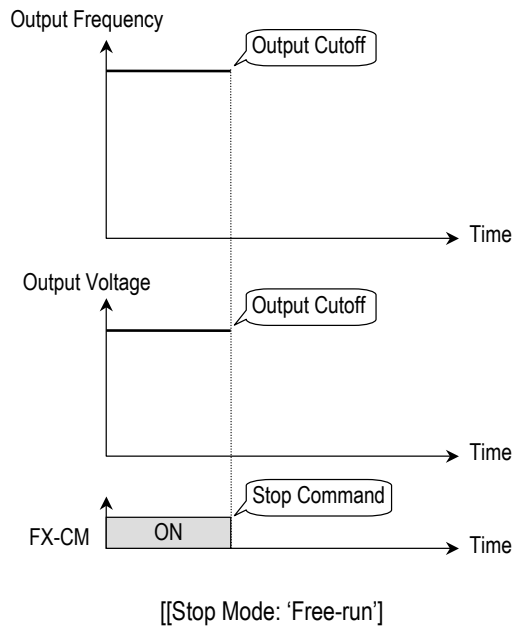 Output Frequency
Output Cutoff
Time
Output Voltage
Output Cutoff
Time
Stop Command
FX-CM
ON
Time
[[Stop Mode: ‘Free-run’]